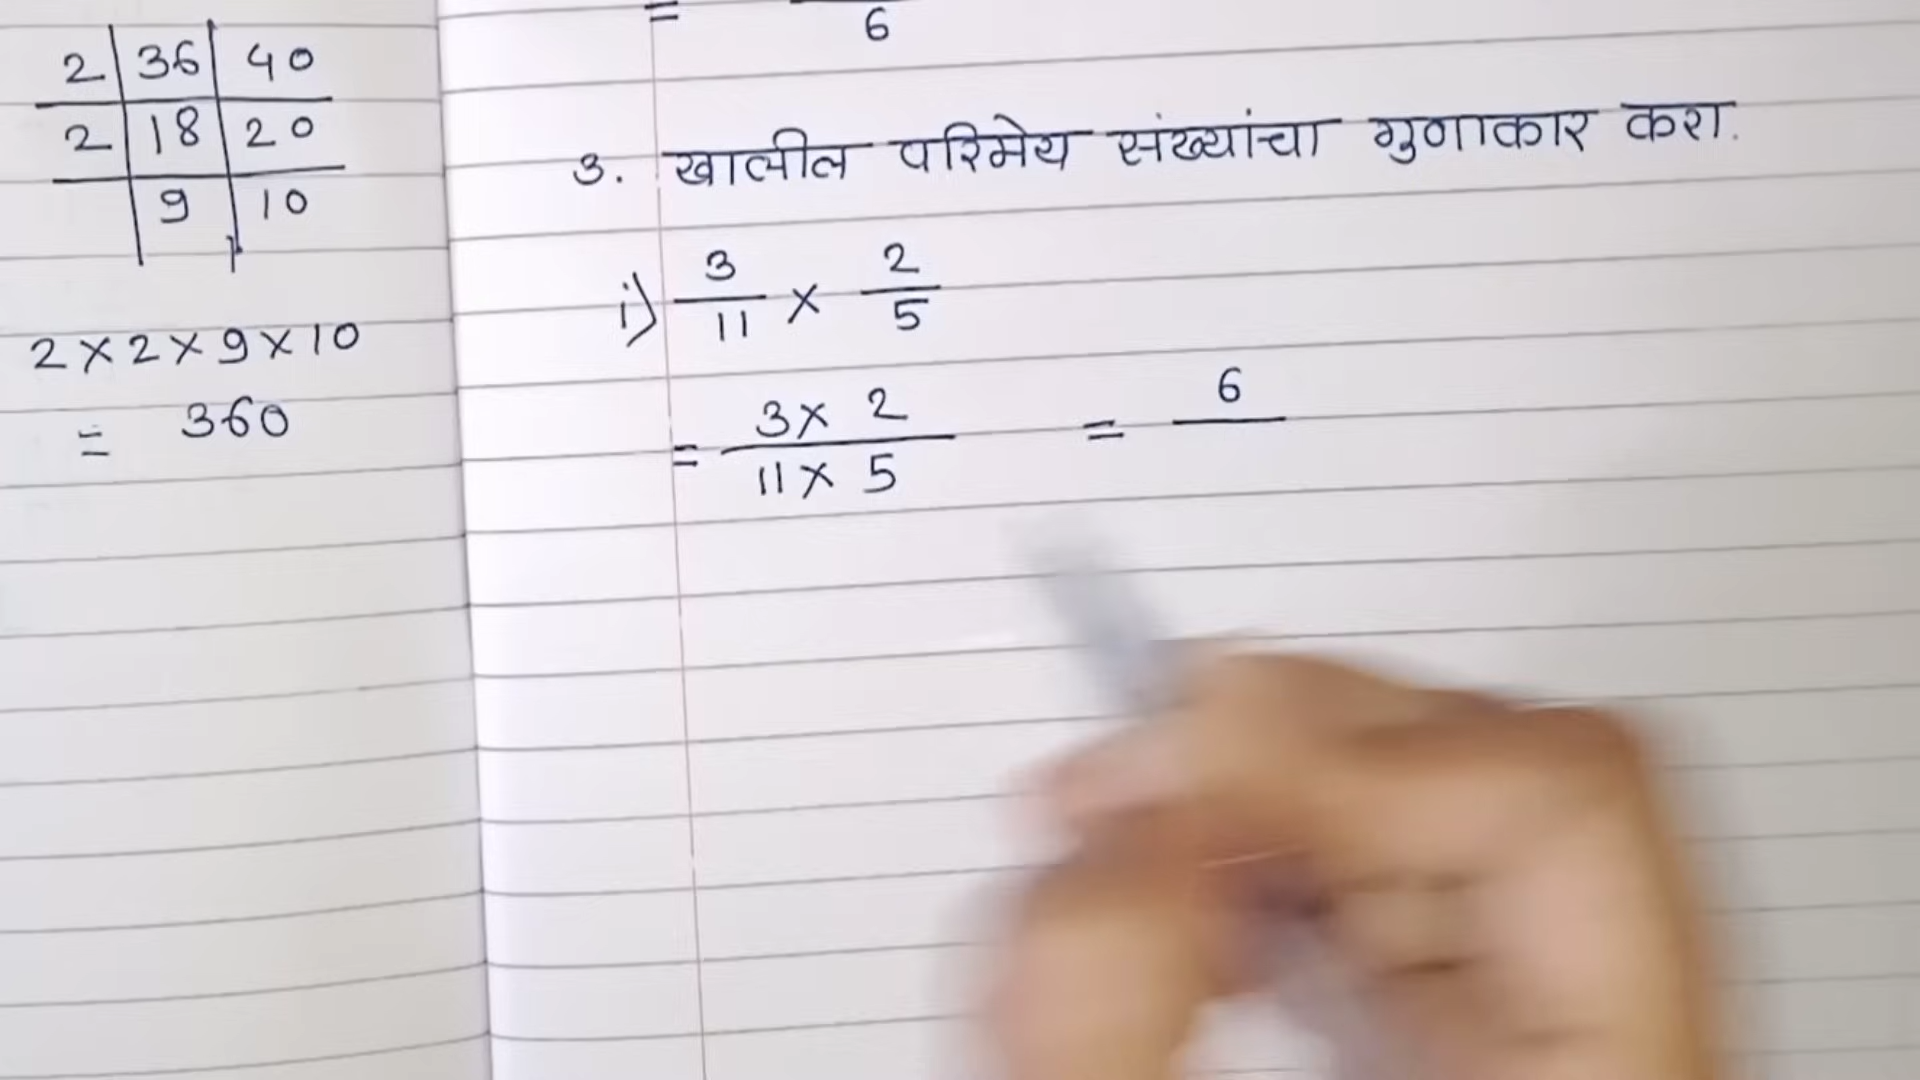 2 | 36 | 40
2 | 18 | 20
9 | 10
2 × 2 × 9 × 10
= 360
=
6
3. खालील परिमेय संख्यांचा गुणाकार करा.
i) 3/11 × 2/5
= 3 × 2 / 11 × 5 = 6